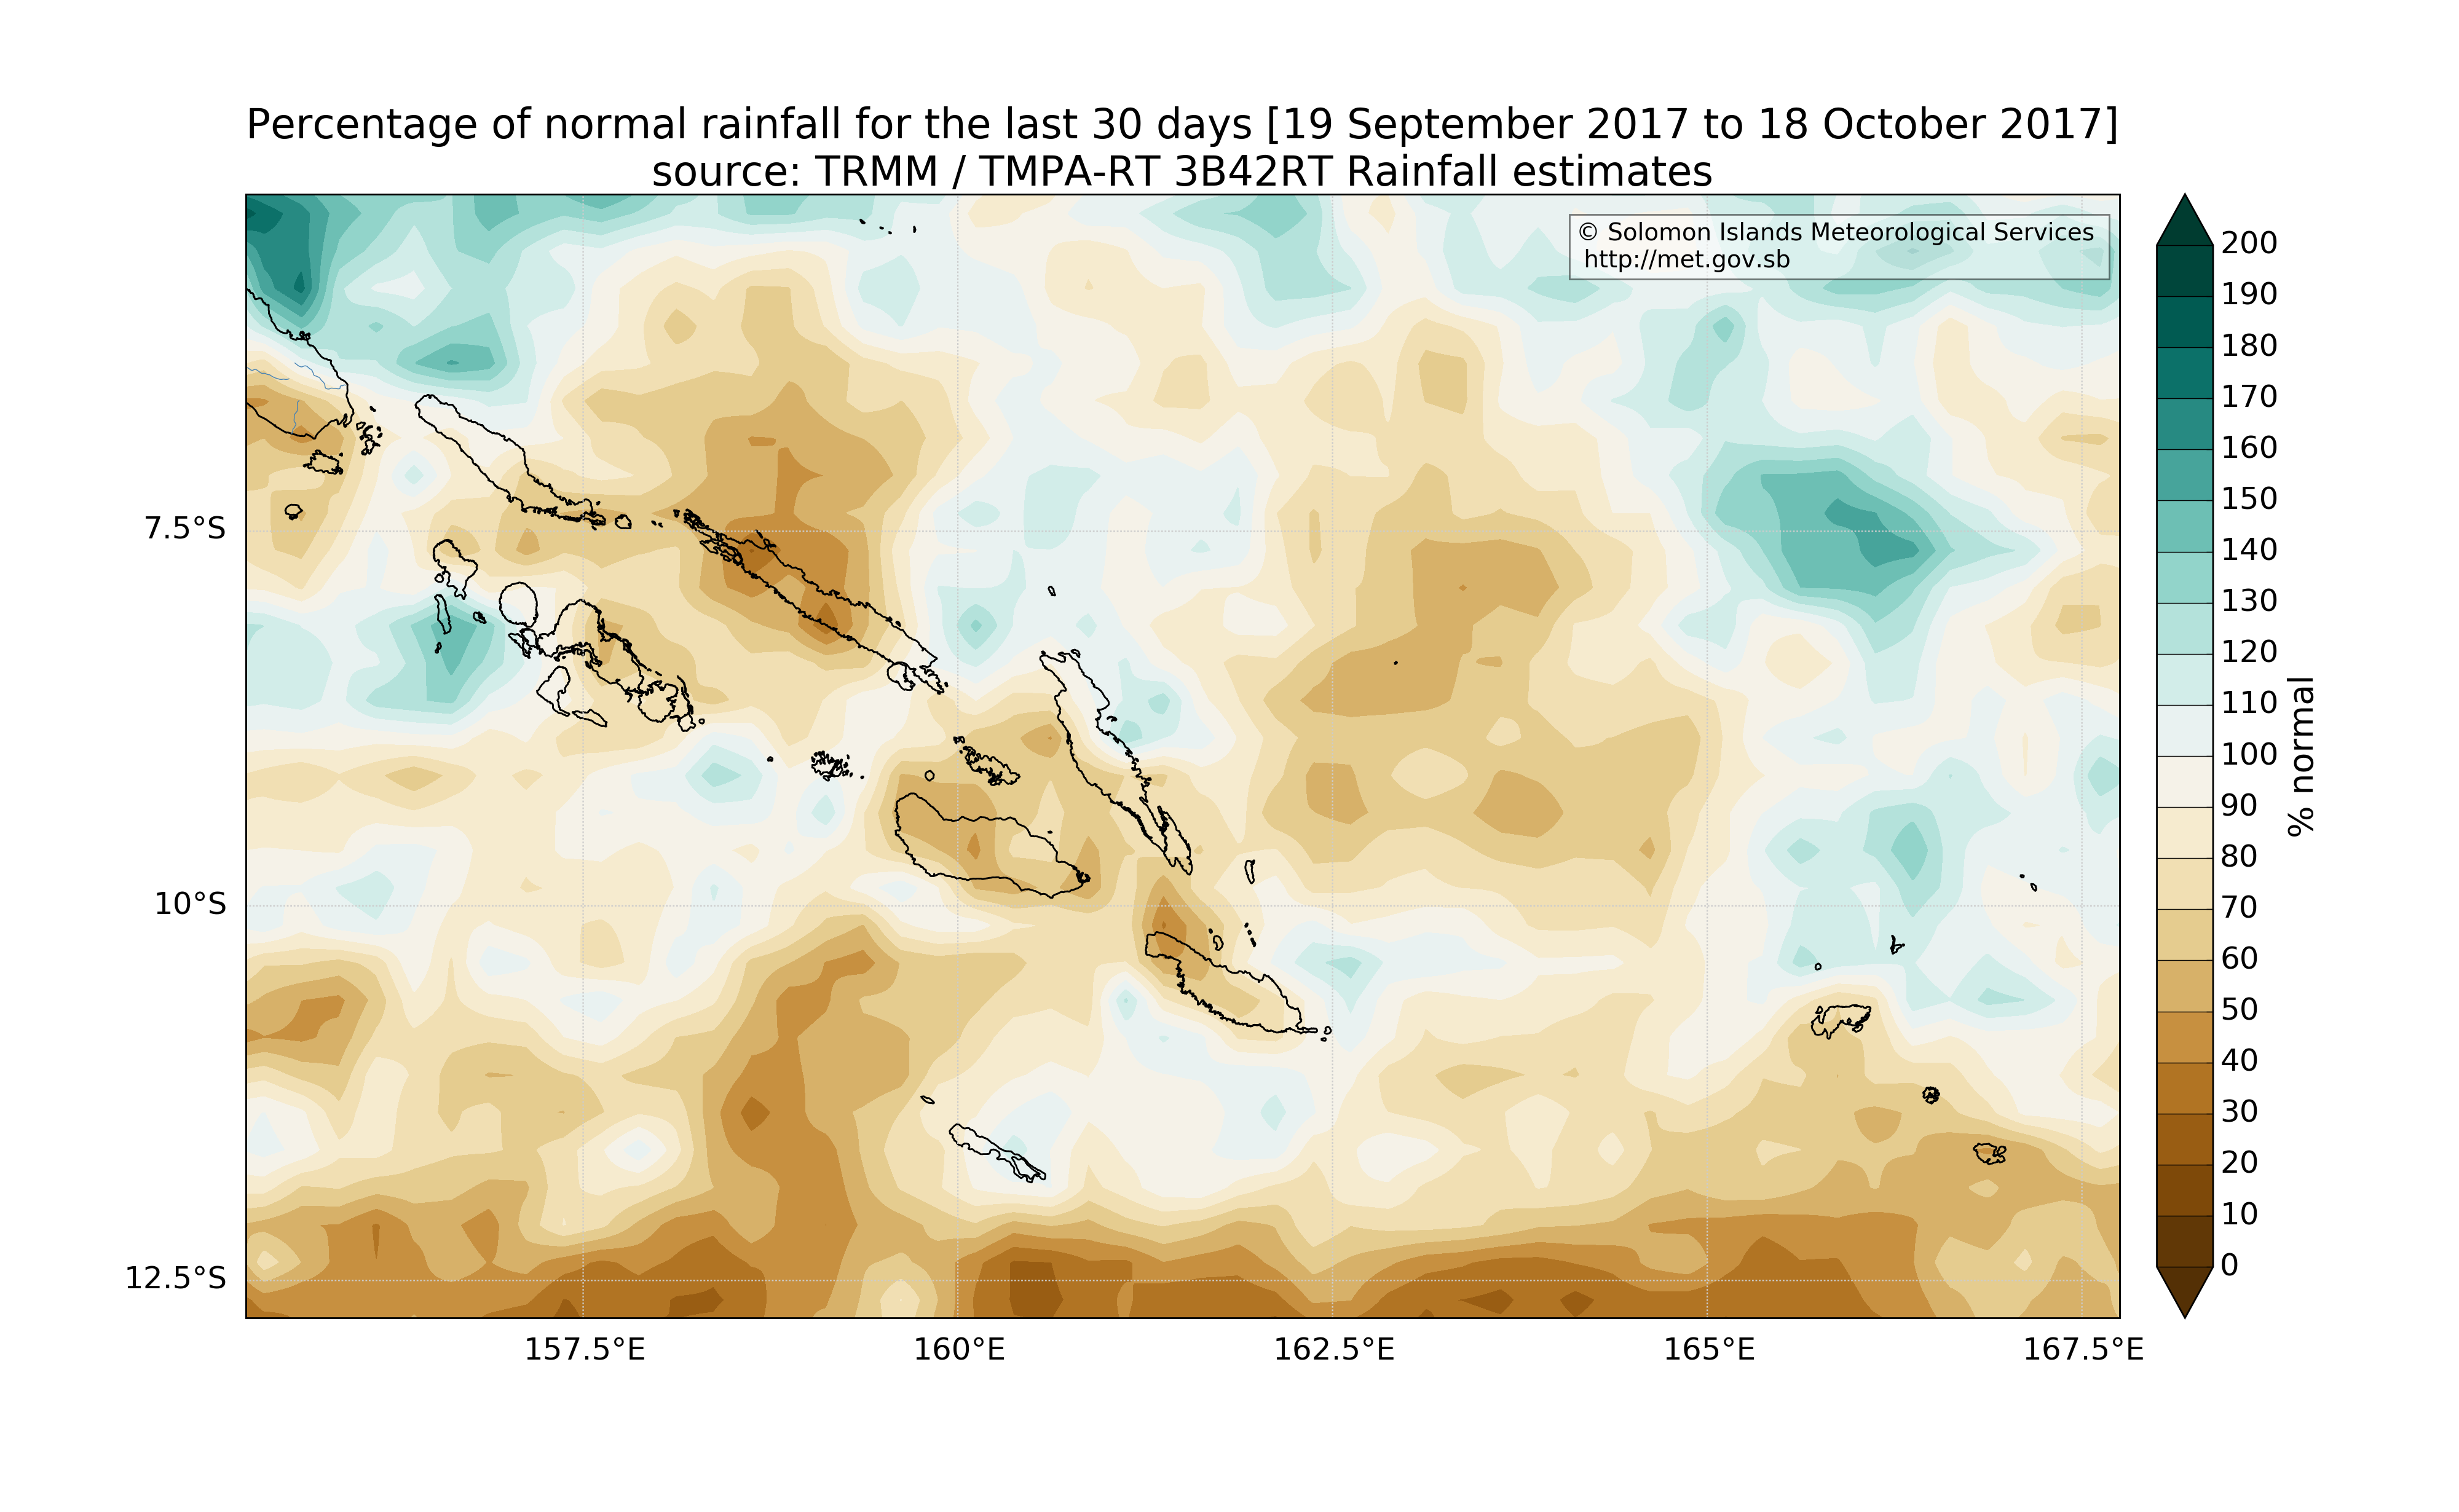 Percentage of normal rainfall for the last 30 days [19 September 2017 to 18 October 2017]
source: TRMM / TMPA-RT 3B42RT Rainfall estimates
© Solomon Islands Meteorological Services
http://met.gov.sb
7.5°S
10°S
12.5°S
157.5°E
160°E
162.5°E
165°E
167.5°E
200
190
180
170
160
150
140
130
120
110
100
90
80
70
60
50
40
30
20
10
0
% normal